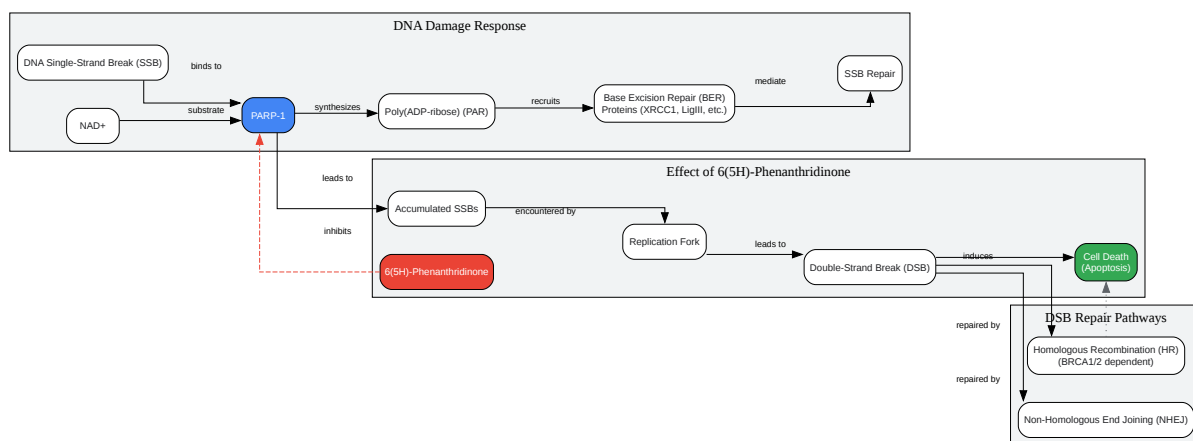 DNA Damage Response
DNA Single-Strand Break (SSB)
binds to
SSB Repair
mediate
NAD+
substrate
PARP-1
synthesizes
Poly(ADP-ribose) (PAR)
recruits
Base Excision Repair (BER)
Proteins (XRCC1, LigIII, etc.)
Effect of 6(5H)-Phenanthridinone
leads to
Accumulated SSBs
encountered by
inhibits
Replication Fork
leads to
6(5H)-Phenanthridinone
Double-Strand Break (DSB)
induces
Cell Death
(Apoptosis)
DSB Repair Pathways
repaired by
Homologous Recombination (HR)
(BRCA1/2 dependent)
repaired by
Non-Homologous End Joining (NHEJ)